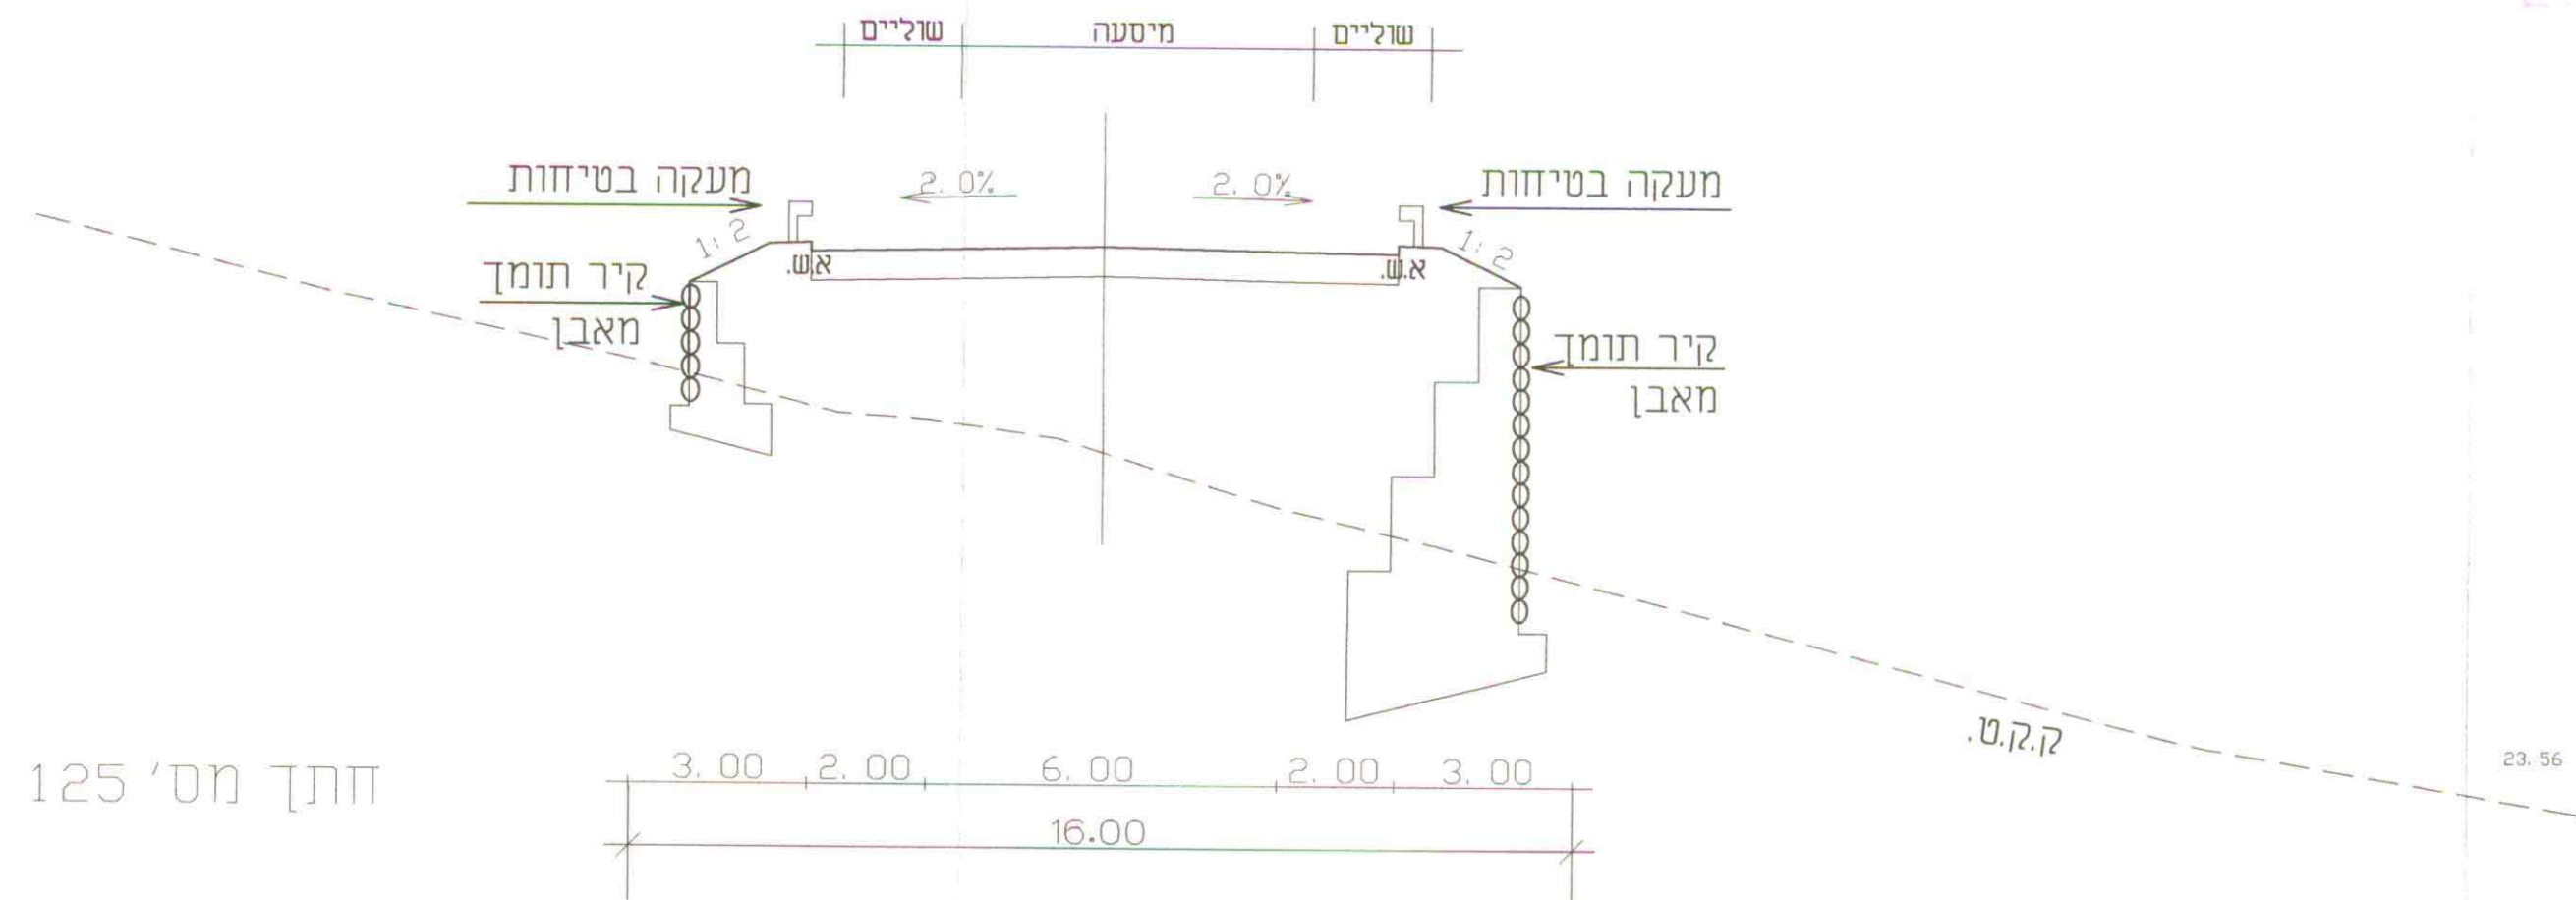 שוליים
מיסעה
שוליים
מעקה בטיחות
2.0%
2.0%
מעקה בטיחות
1:2
1:2
א.ש.
א.ש.
קיר תומך
מאבן
קיר תומך
מאבן
ק.ק.ט.
23.56
חתך מס' 125
3.00
2.00
6.00
2.00
3.00
16.00